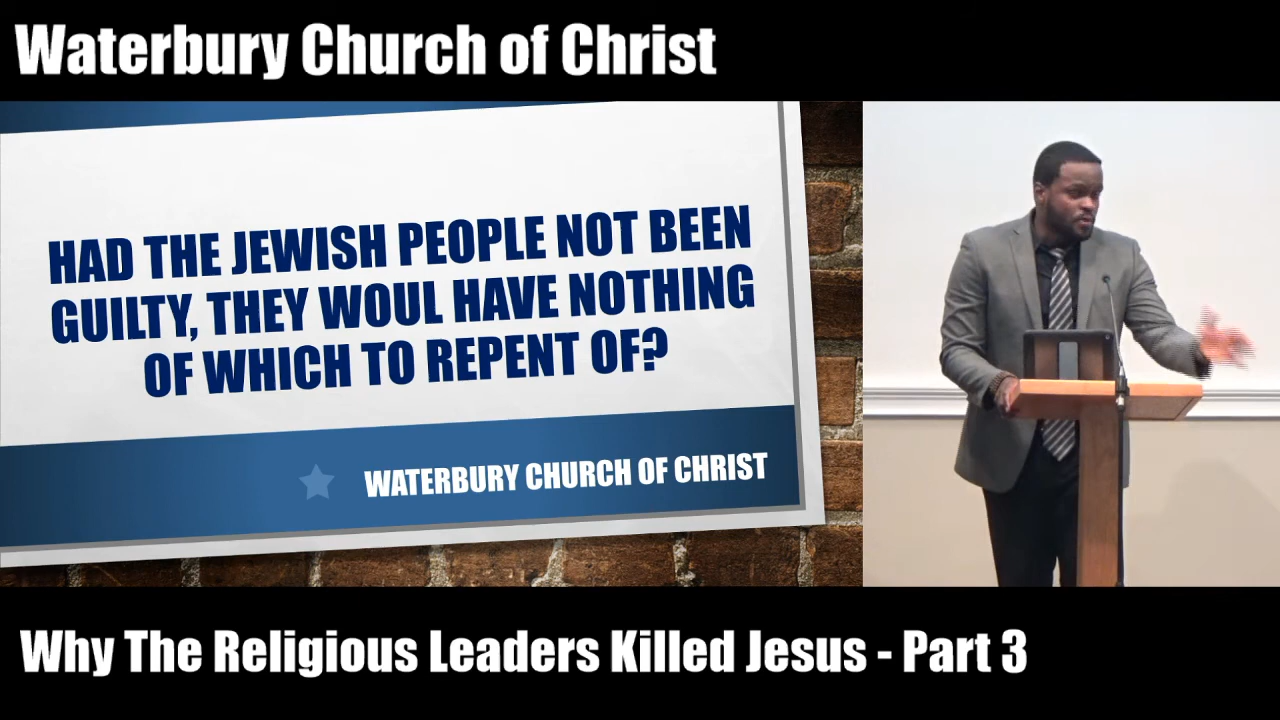 Waterbury Church of Christ
HAD THE JEWISH PEOPLE NOT BEEN
GUILTY, THEY WOUL HAVE NOTHING
OF WHICH TO REPENT OF?
WATERBURY CHURCH OF CHRIST
Why The Religious Leaders Killed Jesus - Part 3